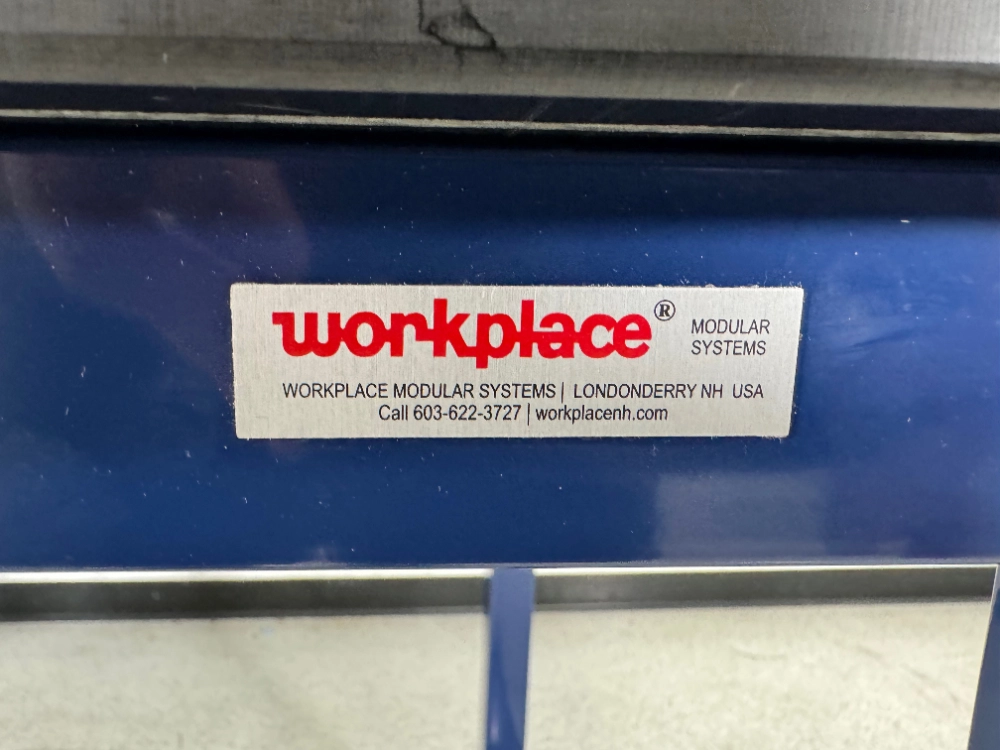 workplace® MODULAR
SYSTEMS
WORKPLACE MODULAR SYSTEMS | LONDONDERRY NH USA
Call 603-622-3727 | workplacenh.com